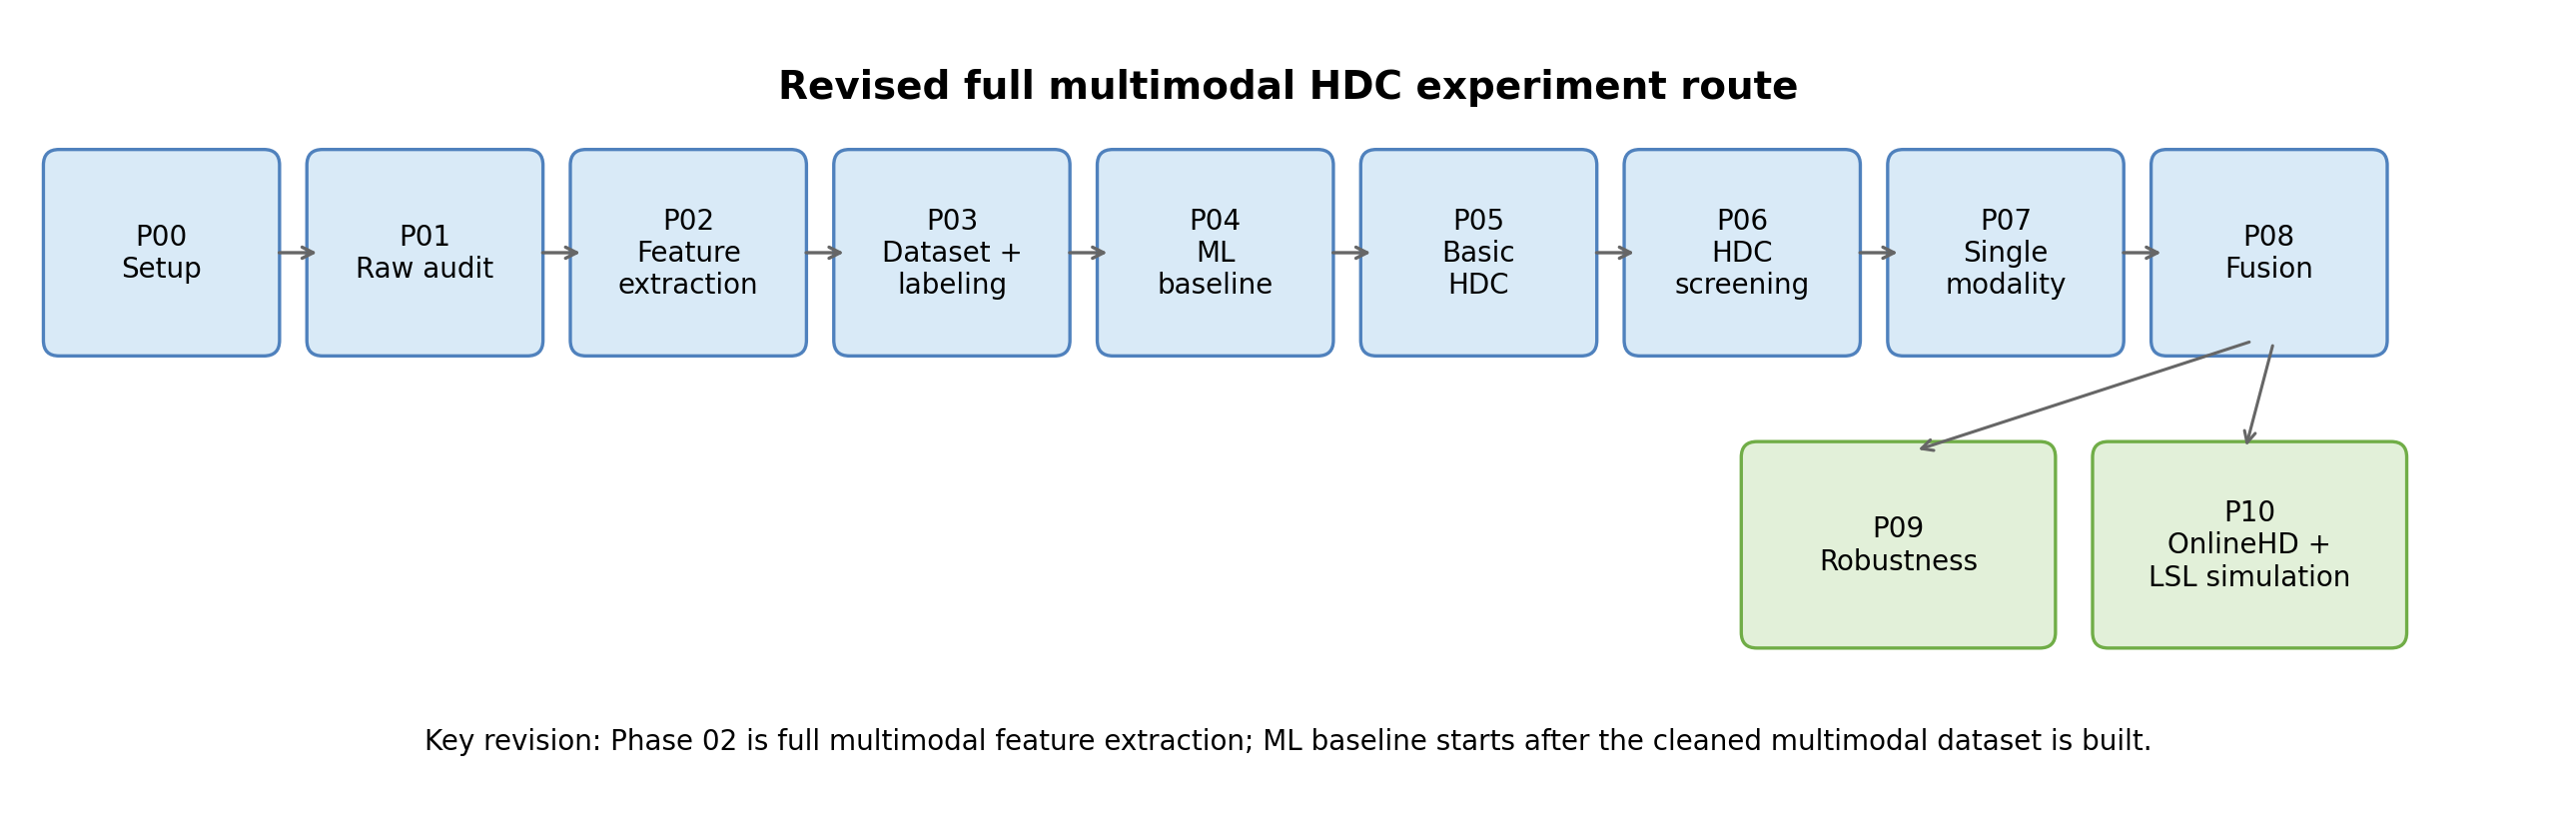 Revised full multimodal HDC experiment route
P00
Setup
P01
Raw audit
P02
Feature
extraction
P03
Dataset +
labeling
P04
ML
baseline
P05
Basic
HDC
P06
HDC
screening
P07
Single
modality
P08
Fusion
P09
Robustness
P10
OnlineHD +
LSL simulation
Key revision: Phase 02 is full multimodal feature extraction; ML baseline starts after the cleaned multimodal dataset is built.